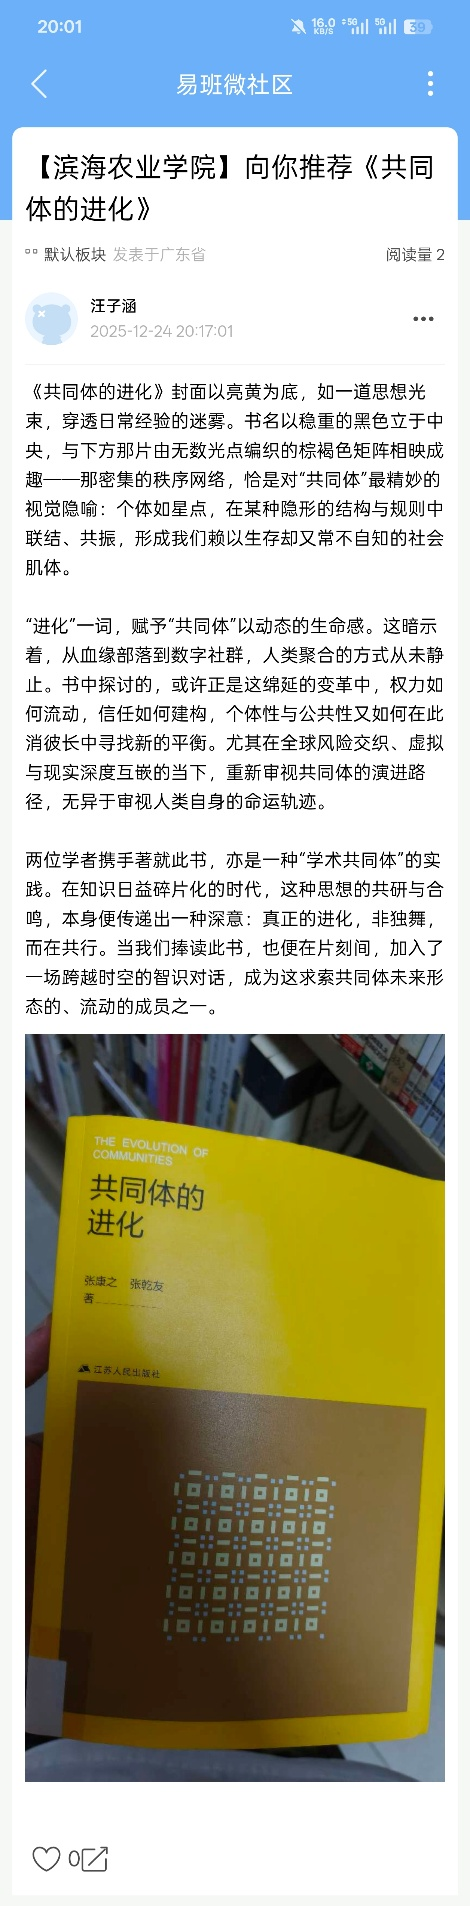 20:01
16.0
KB/S
5G
5G
39
易班微社区
【滨海农业学院】向你推荐《共同
体的进化》
默认板块 发表于广东省
阅读量 2
汪子涵
2025-12-24 20:17:01
《共同体的进化》封面以亮黄为底，如一道思想光
束，穿透日常经验的迷雾。书名以稳重的黑色立于中
央，与下方那片由无数光点编织的棕褐色矩阵相映成
趣——那密集的秩序网络，恰是对“共同体”最精妙的
视觉隐喻：个体如星点，在某种隐形的结构与规则中
联结、共振，形成我们赖以生存却又常不自知的社会
肌体。
“进化”一词，赋予“共同体”以动态的生命感。这暗示
着，从血缘部落到数字社群，人类聚合的方式从未静
止。书中探讨的，或许正是这绵延的变革中，权力如
何流动，信任如何建构，个体性与公共性又如何在此
消彼长中寻找新的平衡。尤其在全球风险交织、虚拟
与现实深度互嵌的当下，重新审视共同体的演进路
径，无异于审视人类自身的命运轨迹。
两位学者携手著就此书，亦是一种“学术共同体”的实
践。在知识日益碎片化的时代，这种思想的共研与合
鸣，本身便传递出一种深意：真正的进化，非独舞，
而在共行。当我们捧读此书，也便在片刻间，加入了
一场跨越时空的智识对话，成为这求索共同体未来形
态的、流动的成员之一。
THE EVOLUTION OF
COMMUNITIES
共同体的
进化
张康之 张乾友
著
江苏人民出版社
0